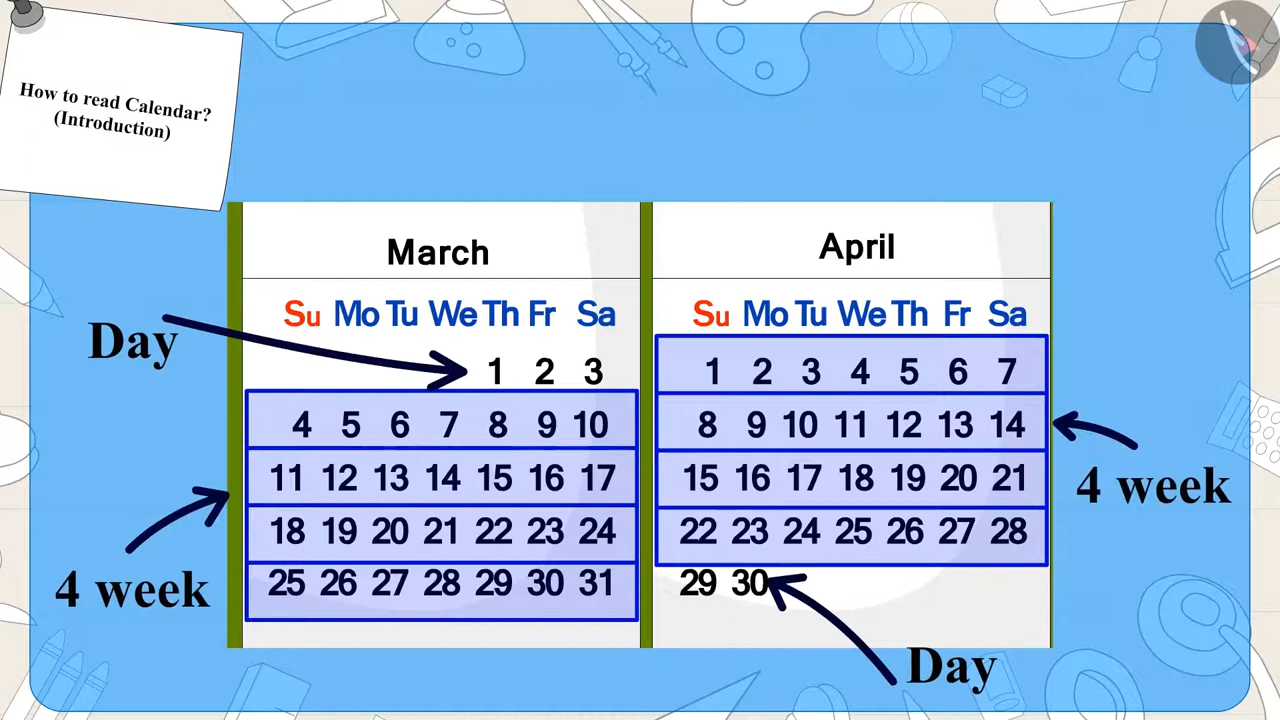 How to read Calendar?
(Introduction)
March
Su Mo Tu We Th Fr Sa
1 2 3
4 5 6 7 8 9 10
11 12 13 14 15 16 17
18 19 20 21 22 23 24
25 26 27 28 29 30 31
April
Su Mo Tu We Th Fr Sa
1 2 3 4 5 6 7
8 9 10 11 12 13 14
15 16 17 18 19 20 21
22 23 24 25 26 27 28
29 30
Day
4 week
4 week
Day